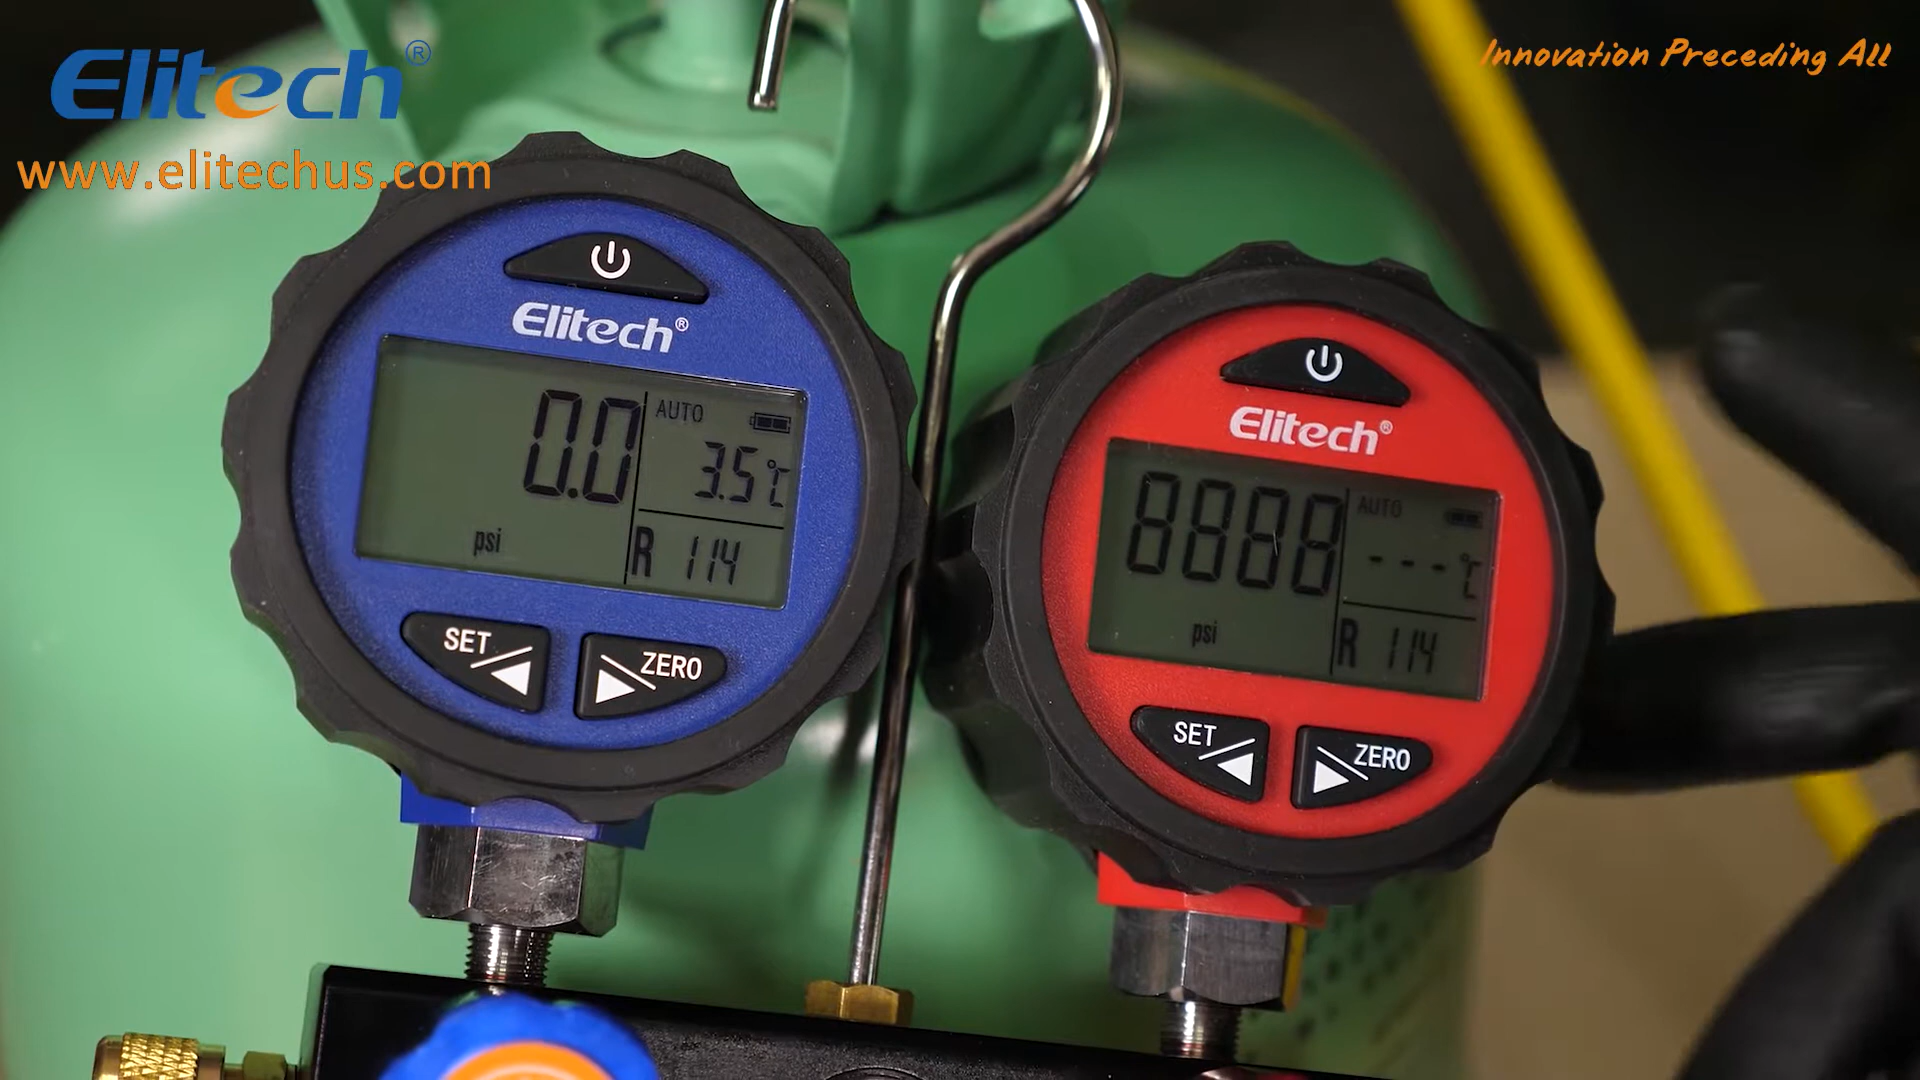 Elitech®
www.elitechus.com
Innovation Preceding All
Elitech®
0.0
AUTO
3.5℃
psi
R 114
SET
ZERO
Elitech®
8888
AUTO
---℃
psi
R 114
SET
ZERO